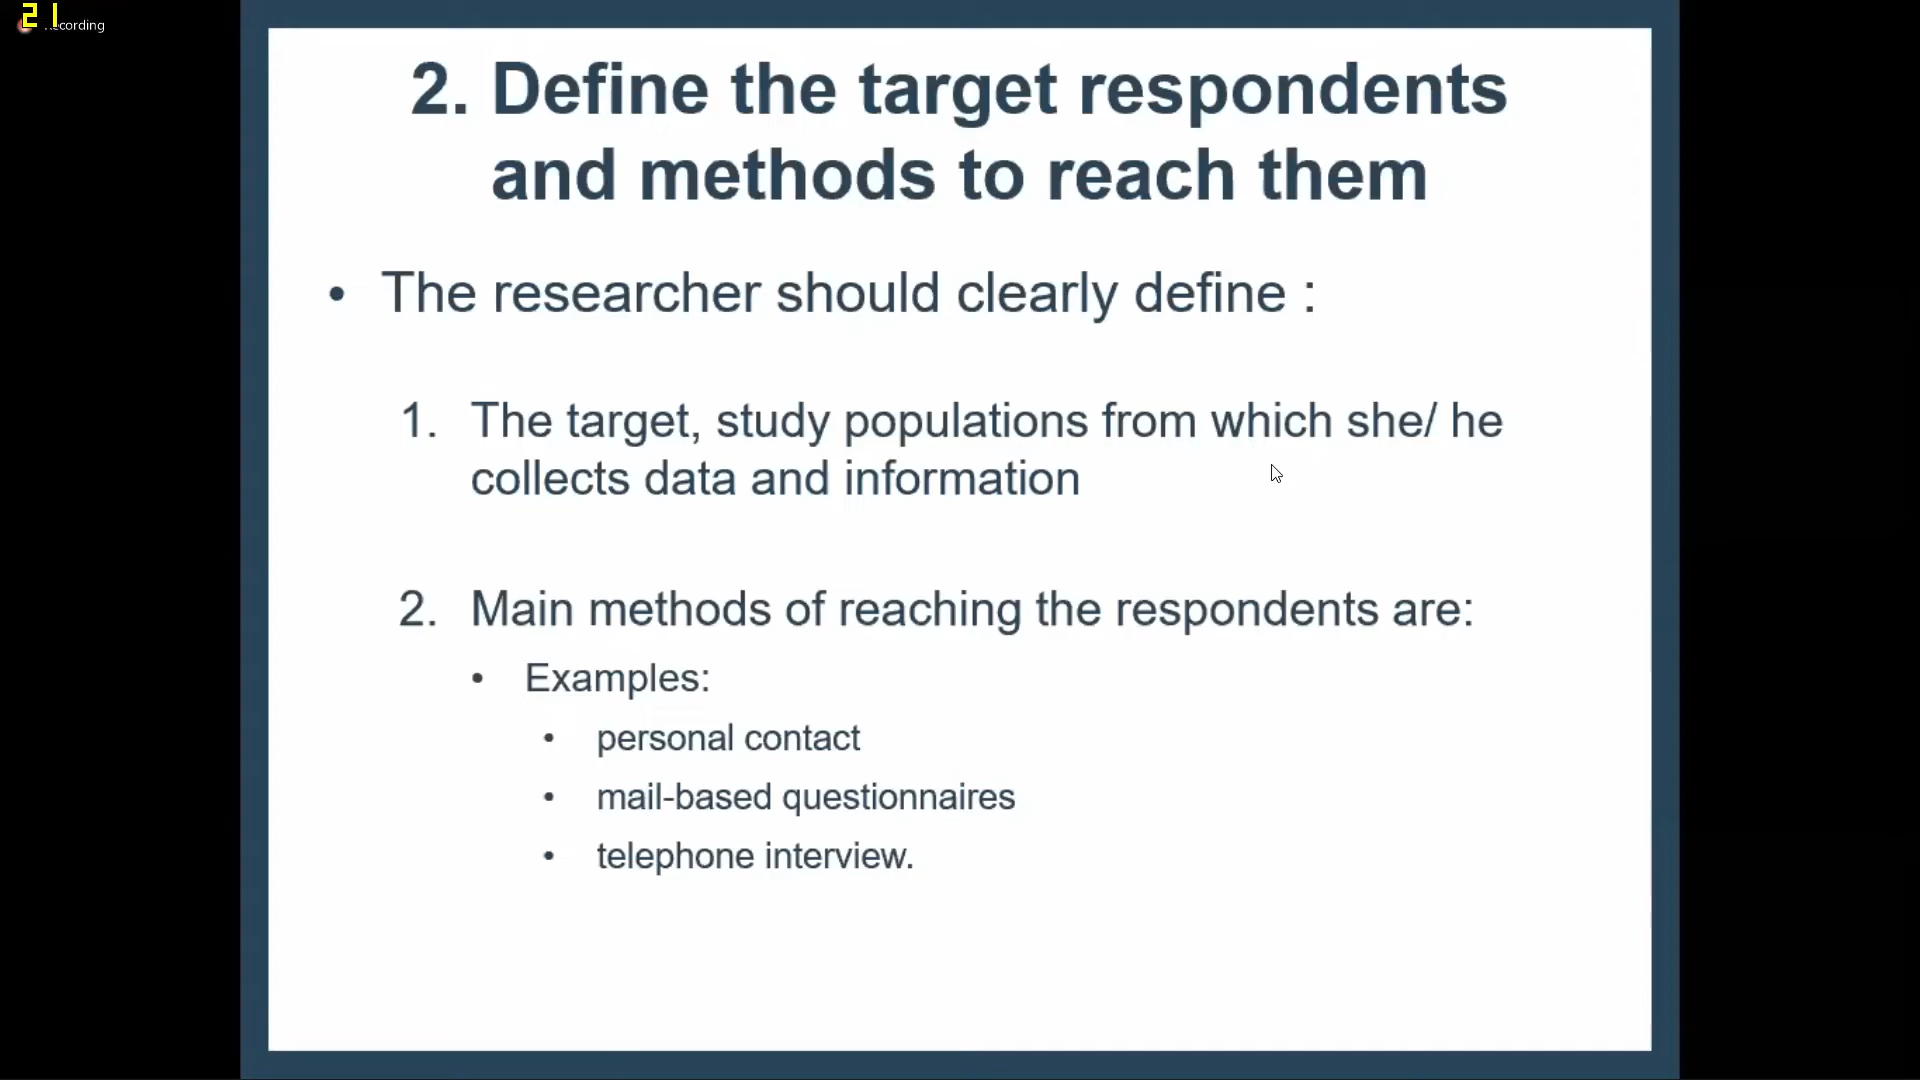 21
Recording
2. Define the target respondents
and methods to reach them
• The researcher should clearly define :
1. The target, study populations from which she/ he
collects data and information
2. Main methods of reaching the respondents are:
• Examples:
• personal contact
• mail-based questionnaires
• telephone interview.